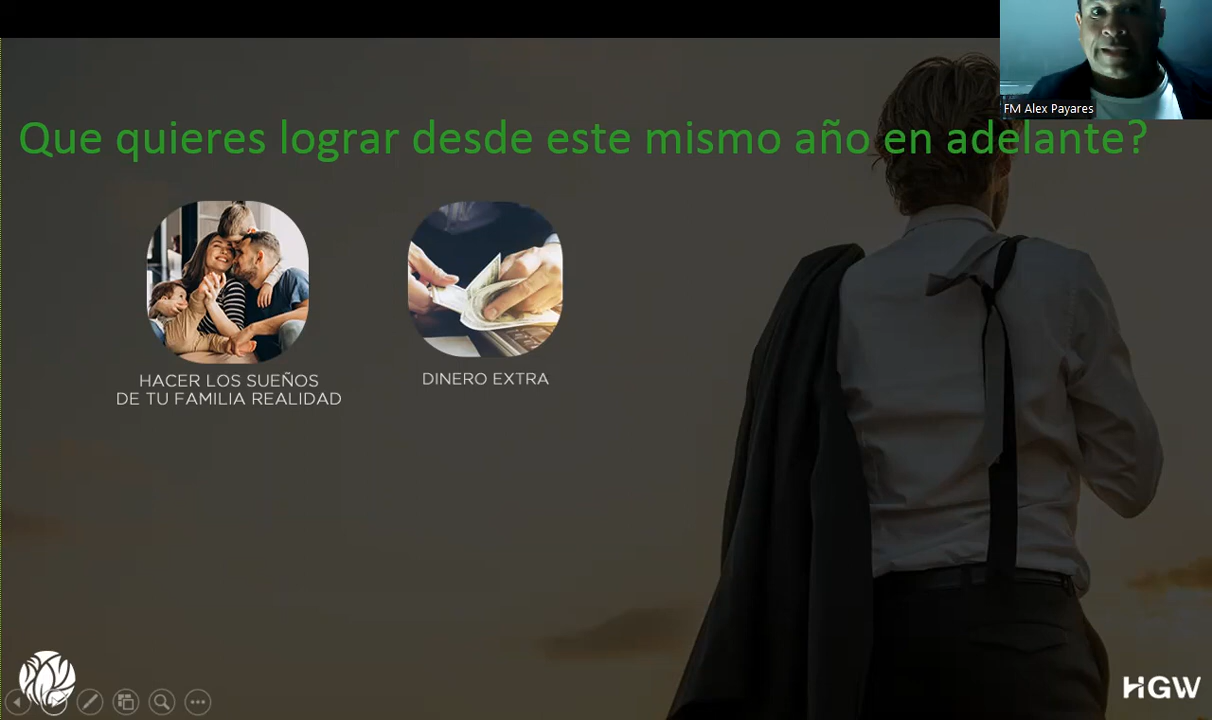 FM Alex Payares
Que quieres lograr desde este mismo año en adelante?
HACER LOS SUEÑOS
DE TU FAMILIA REALIDAD
DINERO EXTRA
HGW